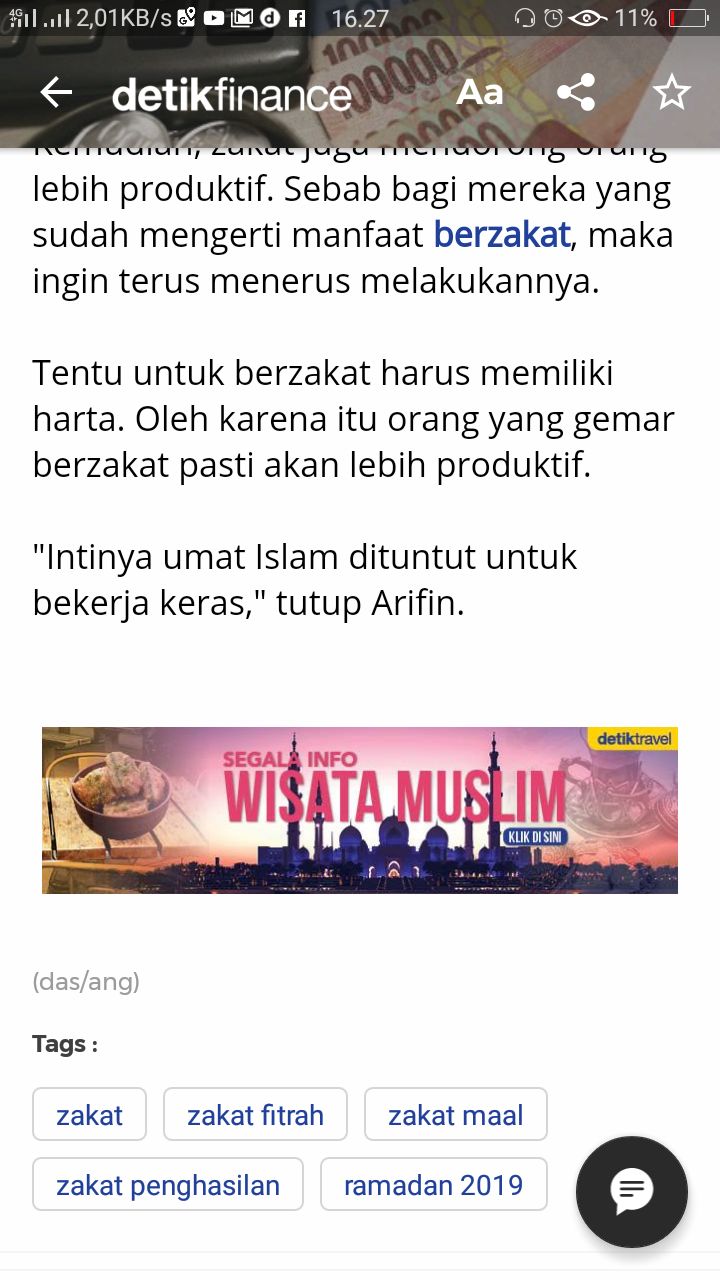 4G 2,01KB/s 16.27 11%
detikfinance Aa
lebih produktif. Sebab bagi mereka yang
sudah mengerti manfaat berzakat, maka
ingin terus menerus melakukannya.
Tentu untuk berzakat harus memiliki
harta. Oleh karena itu orang yang gemar
berzakat pasti akan lebih produktif.
"Intinya umat Islam dituntut untuk
bekerja keras," tutup Arifin.
detiktravel
SEGALA INFO
WISATA MUSLIM
KLIK DI SINI
(das/ang)
Tags :
zakat zakat fitrah zakat maal
zakat penghasilan ramadan 2019